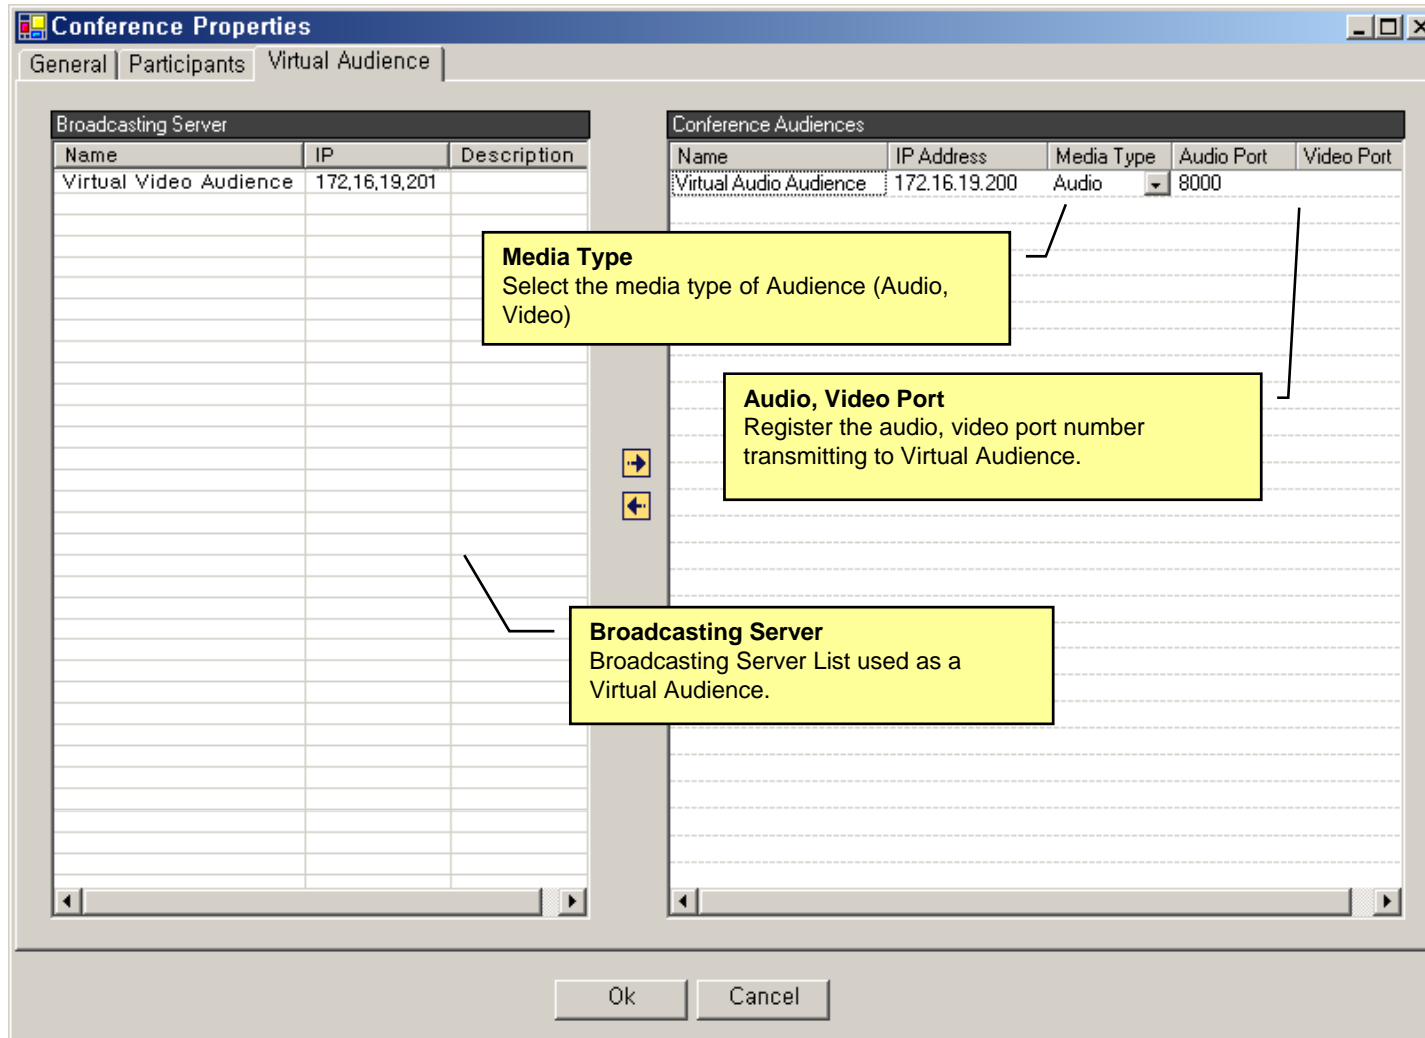 Conference Properties
General Participants Virtual Audience
Broadcasting Server
Name IP Description
Virtual Video Audience 172,16,19,201
Conference Audiences
Name IP Address Media Type Audio Port Video Port
Virtual Audio Audience 172.16.19.200 Audio 8000
Media Type
Select the media type of Audience (Audio,
Video)
Audio, Video Port
Register the audio, video port number
transmitting to Virtual Audience.
Broadcasting Server
Broadcasting Server List used as a
Virtual Audience.
Ok Cancel